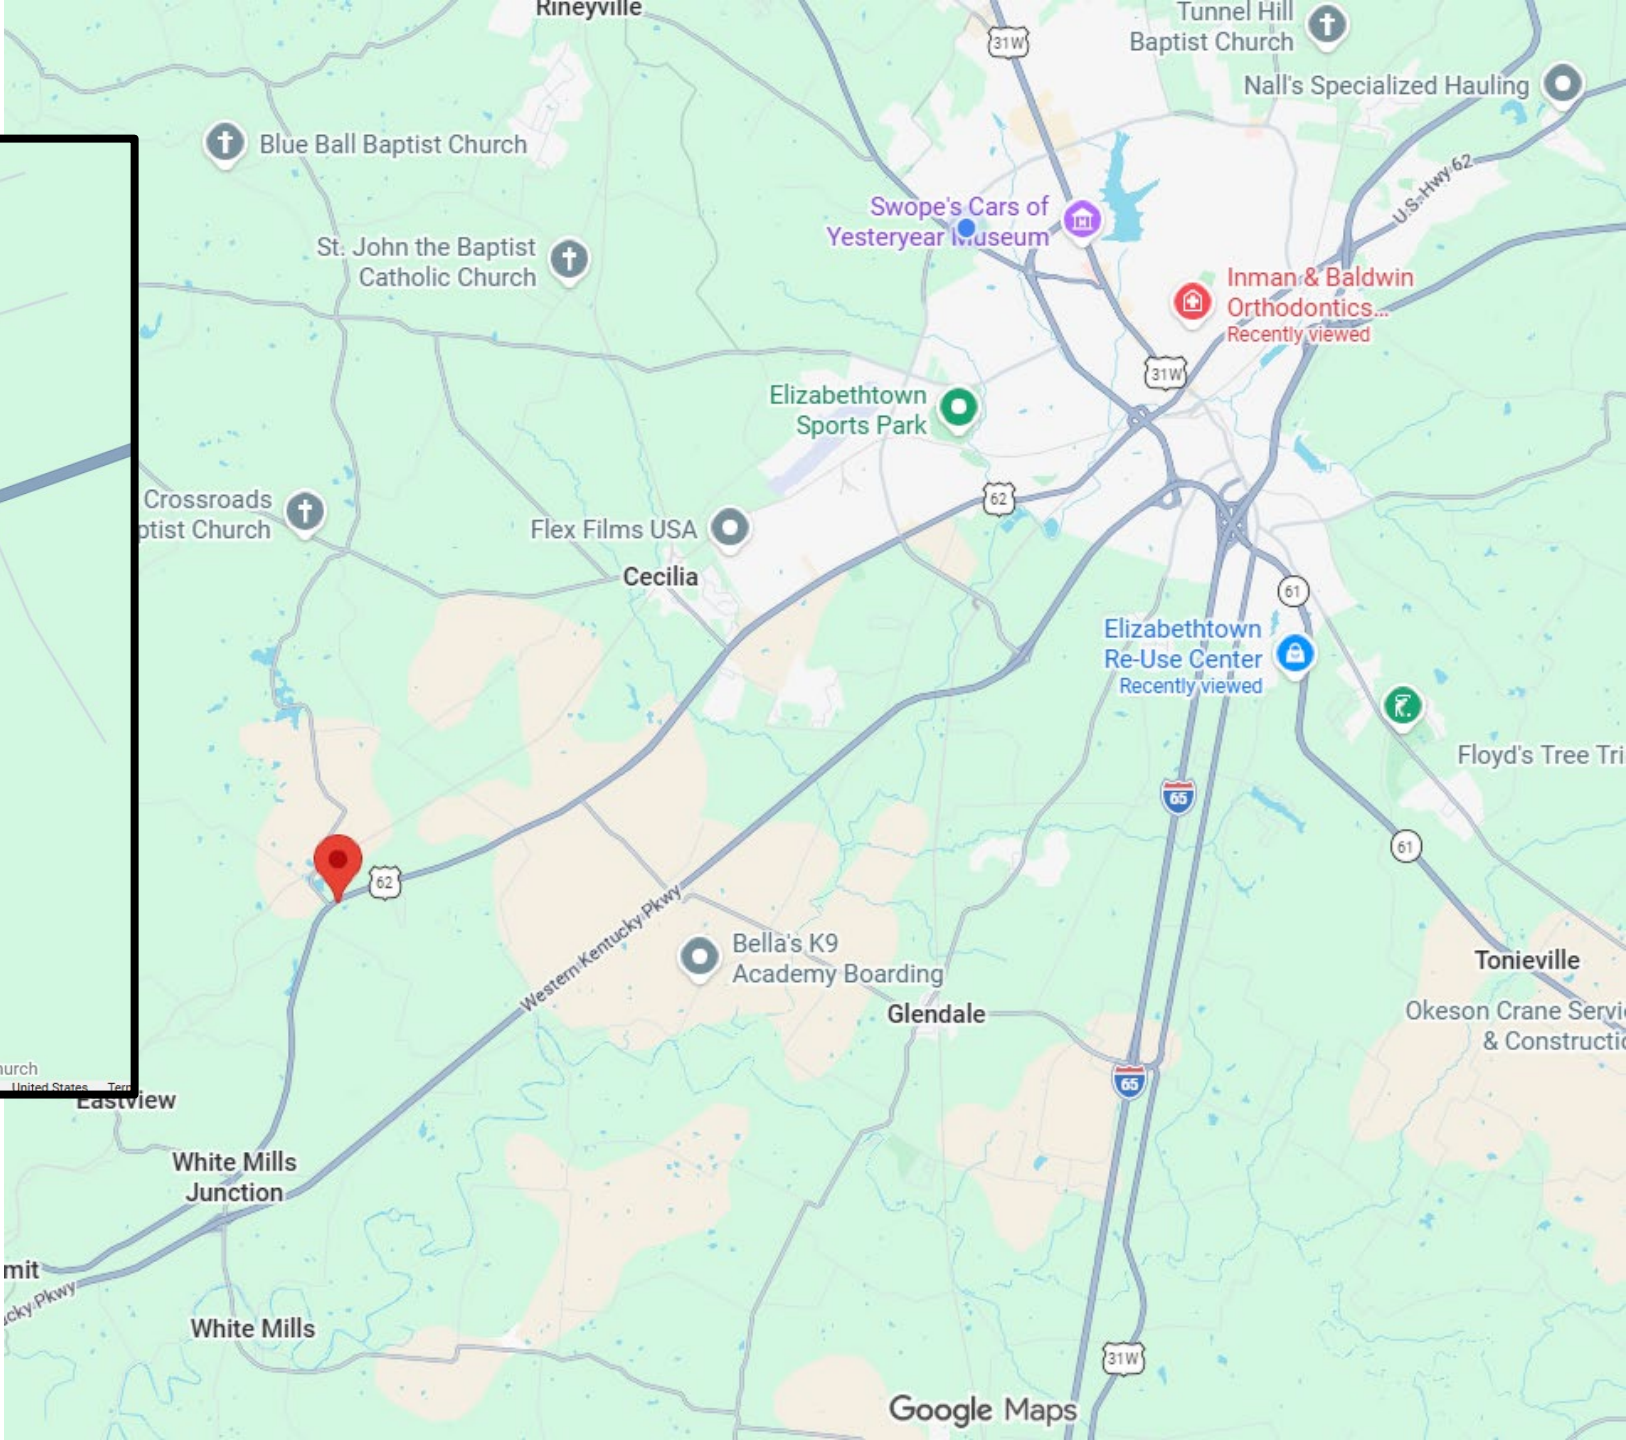 Rineyville
31W
Tunnel Hill
Baptist Church
Nall's Specialized Hauling
Blue Ball Baptist Church
U.S. Hwy 62
Swope's Cars of
Yesteryear Museum
St. John the Baptist
Catholic Church
Inman & Baldwin
Orthodontics...
Recently viewed
31W
Elizabethtown
Sports Park
62
Crossroads
ptist Church
Flex Films USA
Cecilia
61
Elizabethtown
Re-Use Center
Recently viewed
Floyd's Tree Tri
65
61
62
Western Kentucky Pkwy
Bella's K9
Academy Boarding
Tonieville
Glendale
Okeson Crane Servi
& Constructi
65
urch
United States
Eastview
White Mills
Junction
mit
cky Pkwy
White Mills
31W
Google Maps